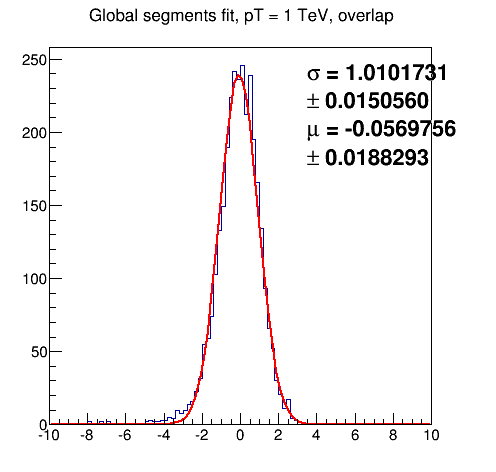 Global segments fit, pT = 1 TeV, overlap
σ = 1.0101731
± 0.0150560
μ = -0.0569756
± 0.0188293
250
200
150
100
50
0
-10 -8 -6 -4 -2 0 2 4 6 8 10